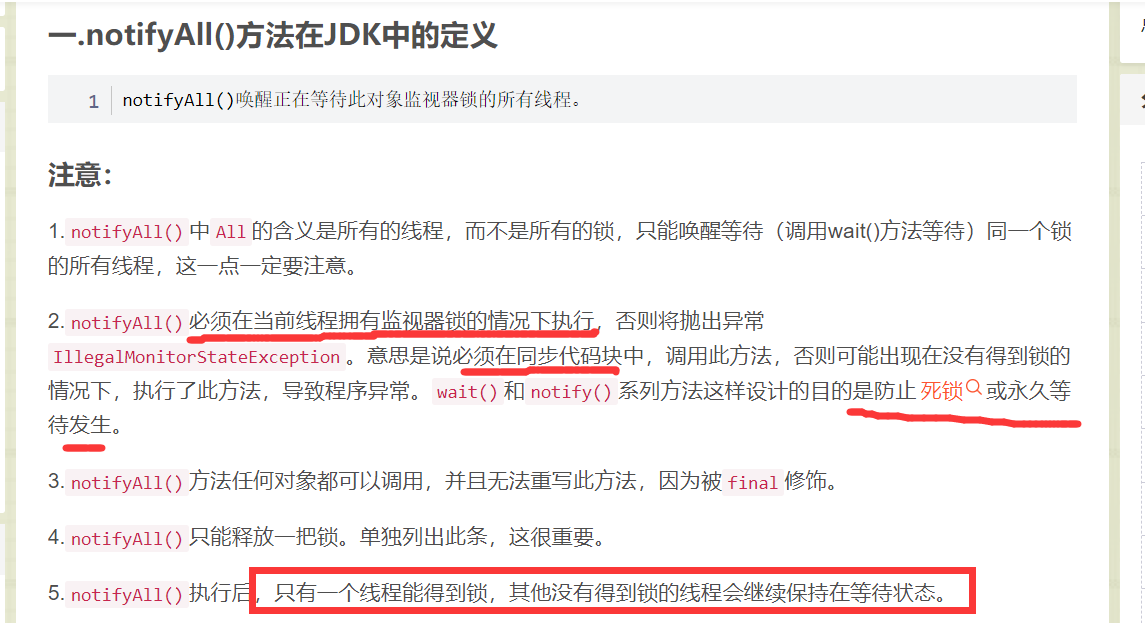 一.notifyAll()方法在JDK中的定义
1 notifyAll()唤醒正在等待此对象监视器锁的所有线程。
注意：
1. notifyAll() 中 All 的含义是所有的线程，而不是所有的锁，只能唤醒等待（调用wait()方法等待）同一个锁
的所有线程，这一点一定要注意。
2. notifyAll() 必须在当前线程拥有监视器锁的情况下执行，否则将抛出异常
IllegalMonitorStateException 。意思是说必须在同步代码块中，调用此方法，否则可能出现在没有得到锁的
情况下，执行了此方法，导致程序异常。 wait() 和 notify() 系列方法这样设计的目的是防止 死锁 或永久等
待发生。
3. notifyAll() 方法任何对象都可以调用，并且无法重写此方法，因为被 final 修饰。
4. notifyAll() 只能释放一把锁。单独列出此条，这很重要。
5. notifyAll() 执行后，只有一个线程能得到锁，其他没有得到锁的线程会继续保持在等待状态。